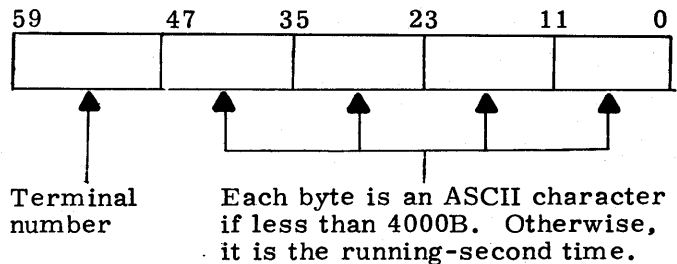 59 47 35 23 11 0
Terminal
number
Each byte is an ASCII character
if less than 4000B. Otherwise,
it is the running-second time.